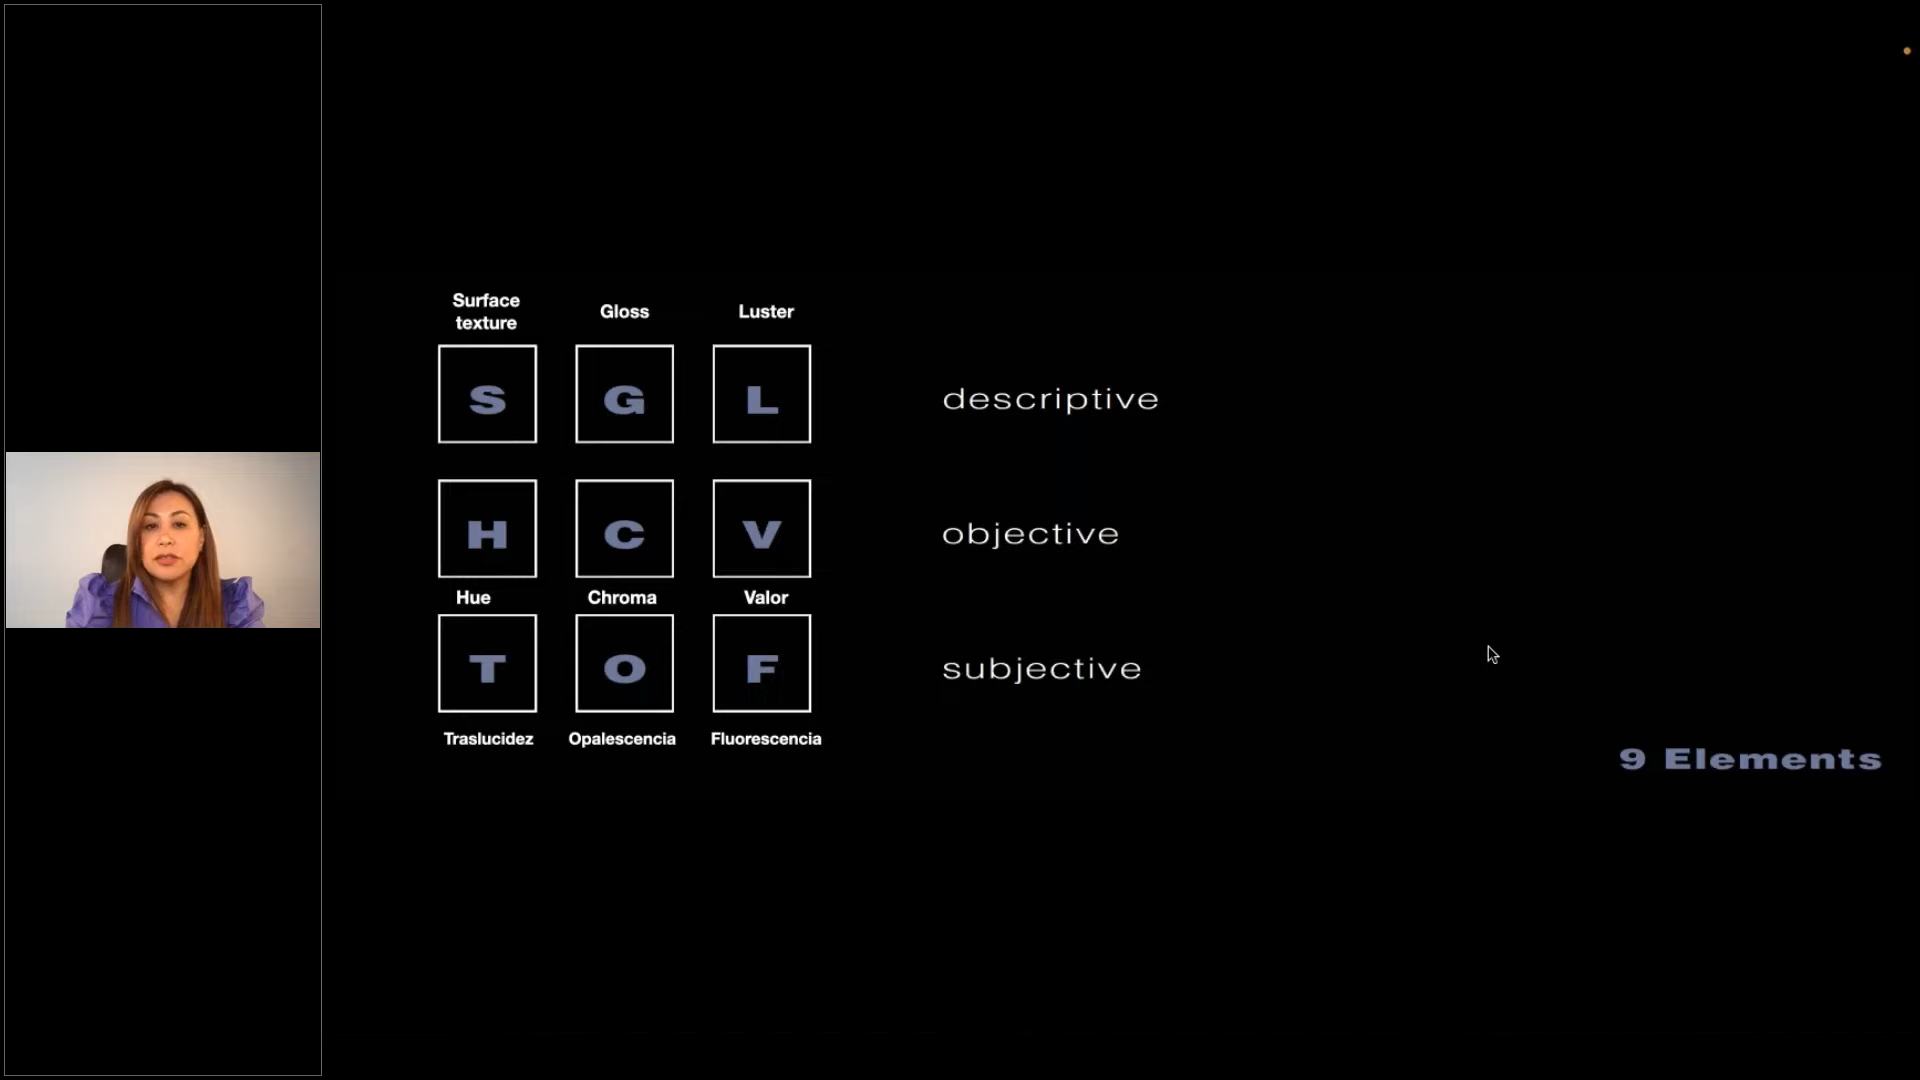 Surface
texture
Gloss
Luster
S
G
L
descriptive
H
C
V
objective
Hue
Chroma
Valor
T
O
F
subjective
Traslucidez
Opalescencia
Fluorescencia
9 Elements